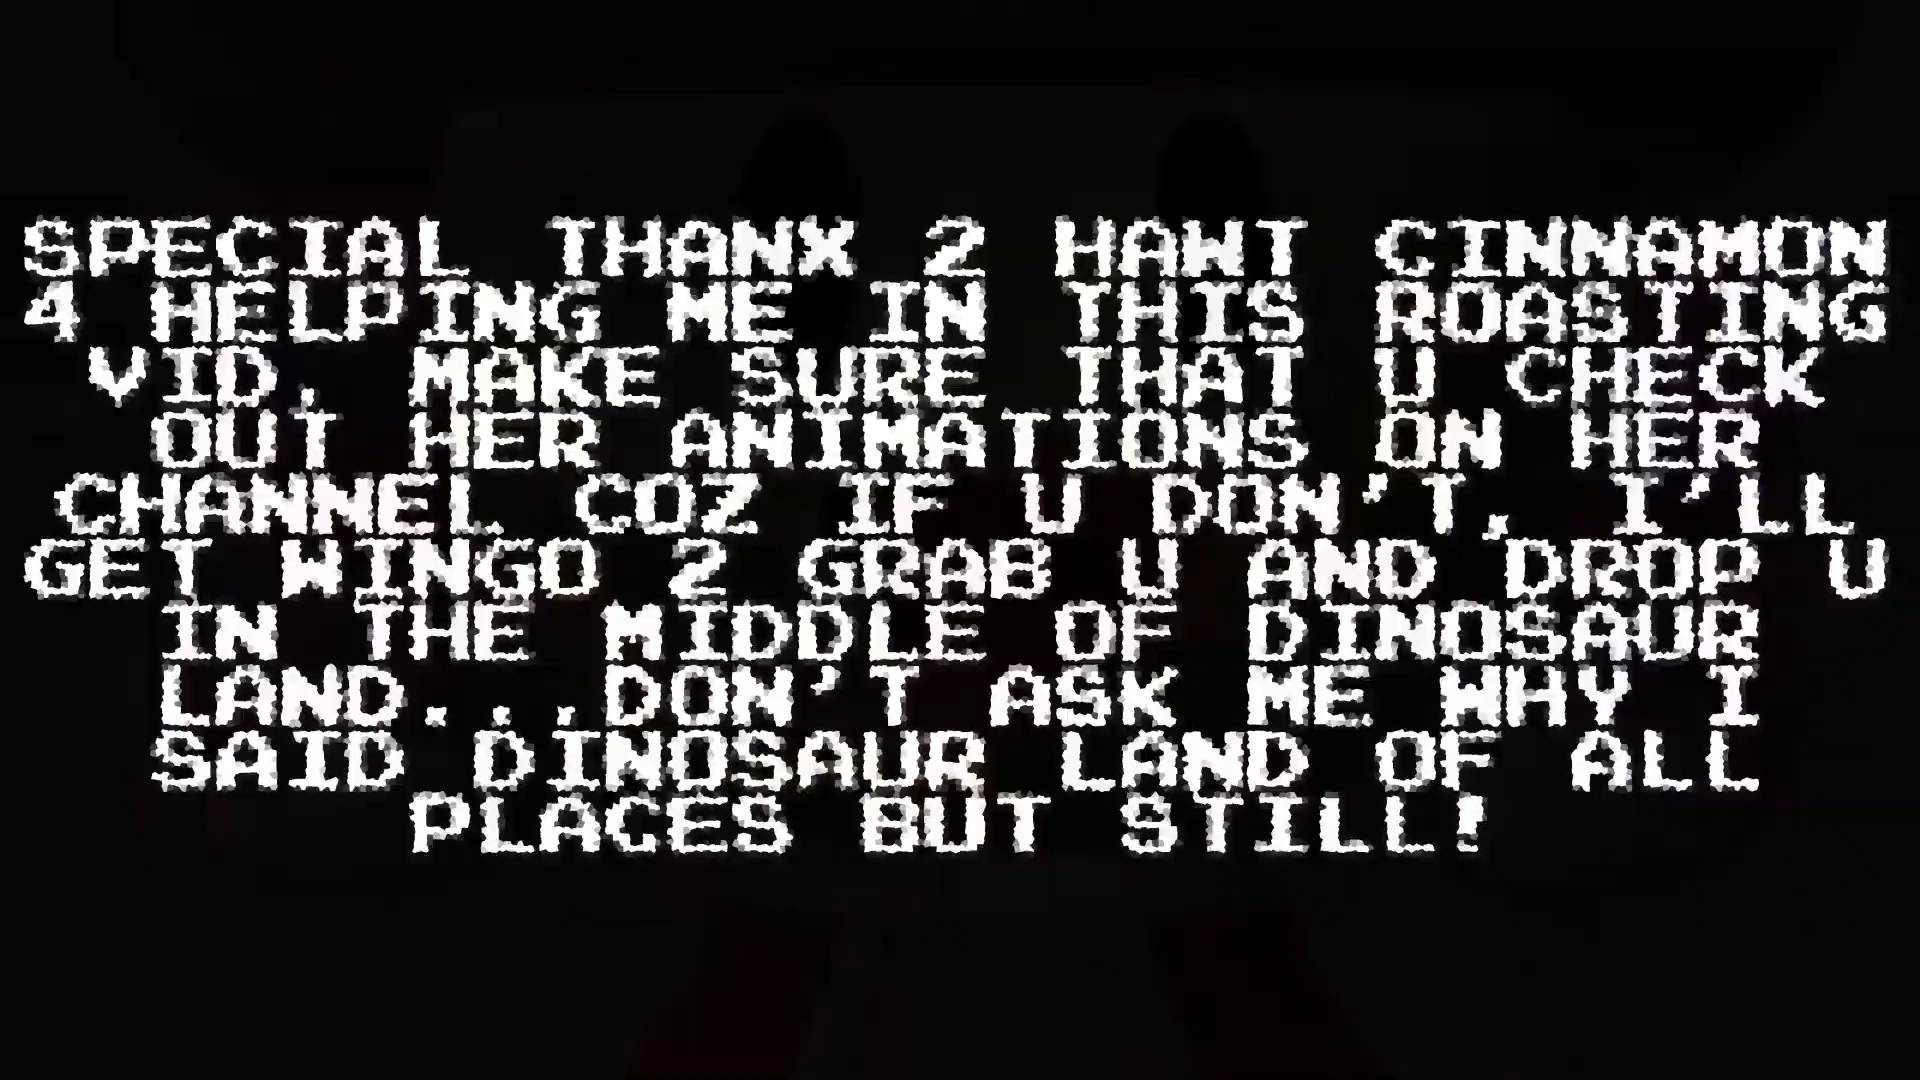 SPECIAL THANX 2 HAWT CINNAMON
4 HELPING ME IN THIS ROASTING
VID. MAKE SURE THAT U CHECK
OUT HER ANIMATIONS ON HER
CHANNEL COZ IF U DON'T, I'LL
GET WINGO 2 GRAB U AND DROP U
IN THE MIDDLE OF DINOSAUR
LAND...DON'T ASK ME WHY I
SAID DINOSAUR LAND OF ALL
PLACES BUT STILL!